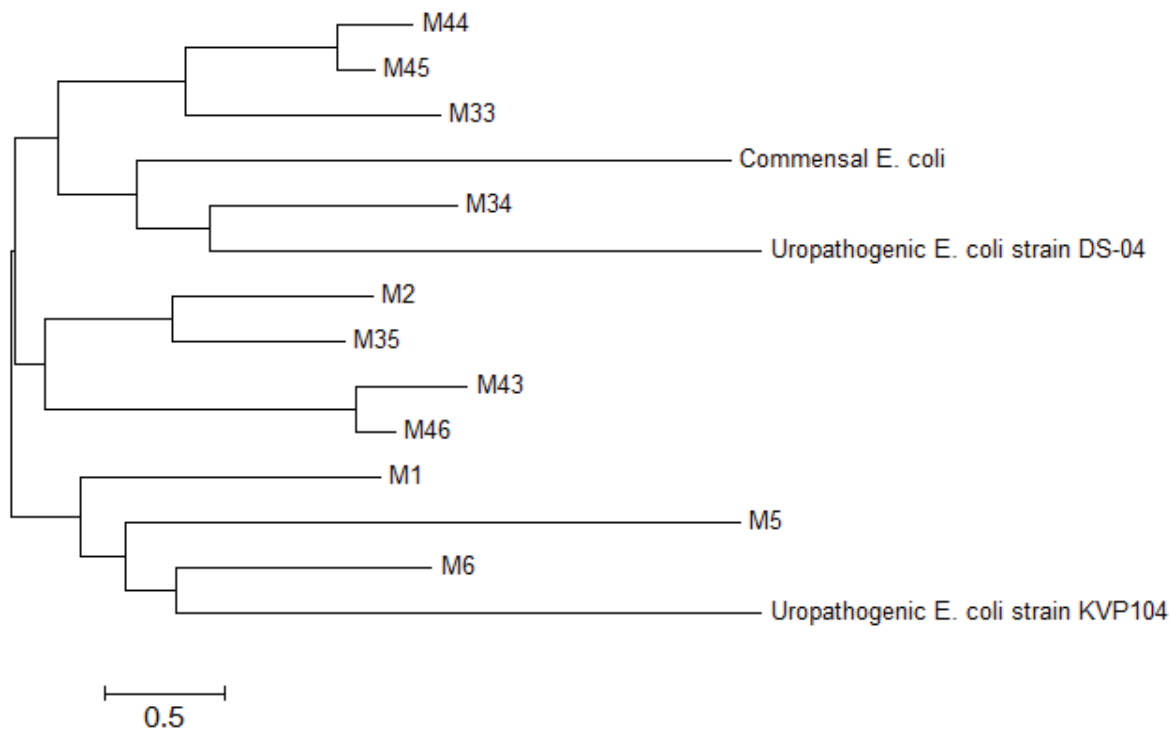 M44
M45
M33
Commensal E. coli
M34
Uropathogenic E. coli strain DS-04
M2
M35
M43
M46
M1
M5
M6
Uropathogenic E. coli strain KVP104
0.5